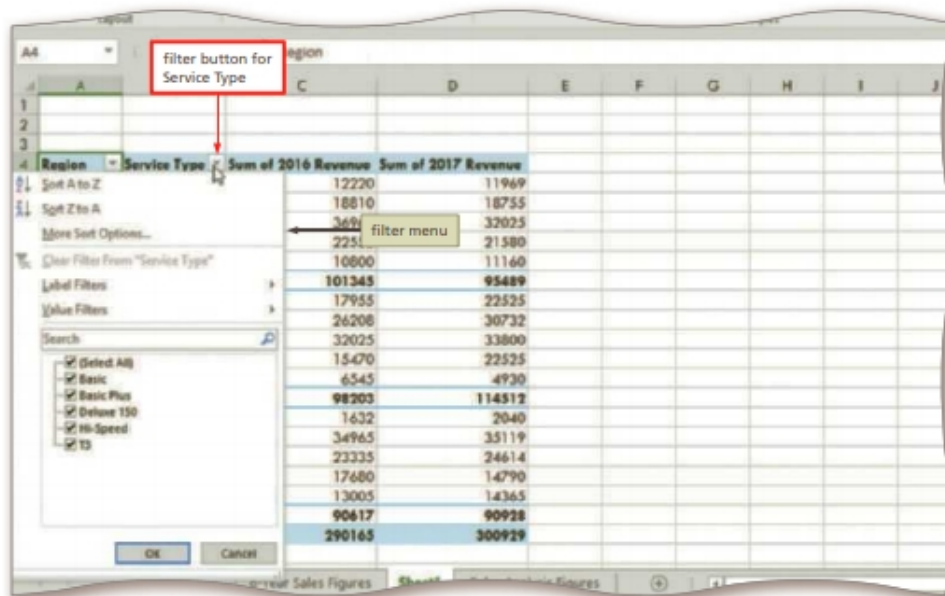 Layout
A4
egion
filter button for
Service Type
A C D E F G H I J
1
2
3
4 Region Service Type Sum of 2016 Revenue Sum of 2017 Revenue
Sort A to Z
Sort Z to A
More Sort Options...
Clear Filter From "Service Type"
Label Filters
Value Filters
Search
(Select All)
Basic
Basic Plus
Deluxe 150
Hi-Speed
T3
OK Cancel
filter menu
12220 11969
18810 18755
32025
21580
10800 11160
101345 95489
17955 22525
26208 30732
32025 33800
15470 22525
6545 4930
98203 114512
1632 2040
34965 35119
23335 24614
17680 14790
13005 14365
90617 90928
290165 300929
Sales Figures